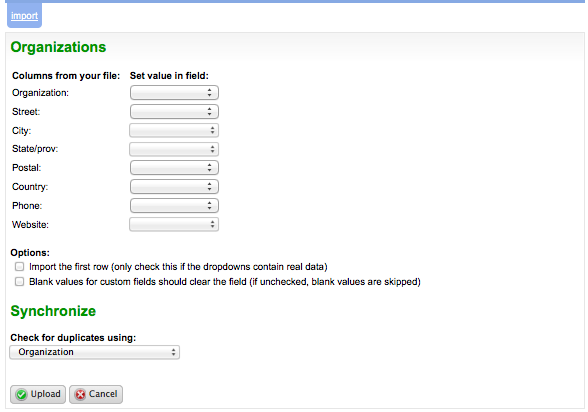 import
Organizations
Columns from your file: Set value in field:
Organization:
Street:
City:
State/prov:
Postal:
Country:
Phone:
Website:
Options:
Import the first row (only check this if the dropdowns contain real data)
Blank values for custom fields should clear the field (if unchecked, blank values are skipped)
Synchronize
Check for duplicates using:
Organization
Upload Cancel